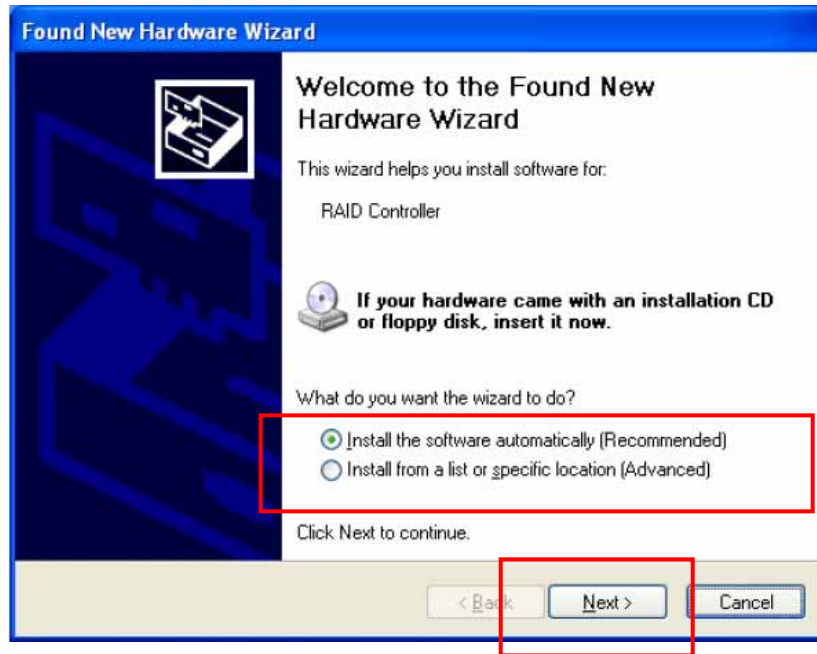 Found New Hardware Wizard
Welcome to the Found New
Hardware Wizard
This wizard helps you install software for:
RAID Controller
If your hardware came with an installation CD
or floppy disk, insert it now.
What do you want the wizard to do?
Install the software automatically (Recommended)
Install from a list or specific location (Advanced)
Click Next to continue.
< Back Next > Cancel